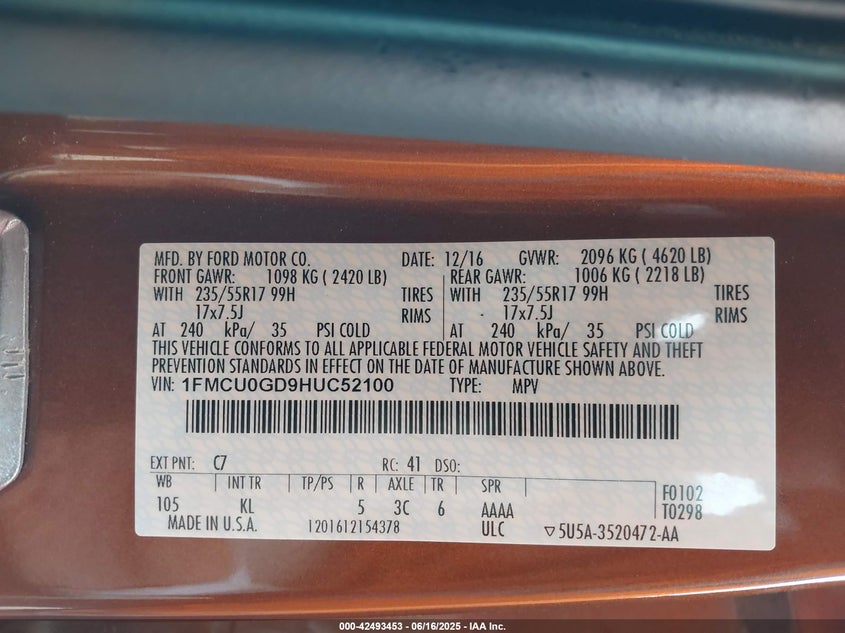 MFD. BY FORD MOTOR CO. DATE: 12/16 GVWR: 2096 KG ( 4620 LB)
FRONT GAWR: 1098 KG ( 2420 LB) REAR GAWR: 1006 KG ( 2218 LB)
WITH 235/55R17 99H TIRES WITH 235/55R17 99H TIRES
17x7.5J RIMS - 17x7.5J RIMS
AT 240 kPa/ 35 PSI COLD AT 240 kPa/ 35 PSI COLD
THIS VEHICLE CONFORMS TO ALL APPLICABLE FEDERAL MOTOR VEHICLE SAFETY AND THEFT
PREVENTION STANDARDS IN EFFECT ON THE DATE OF MANUFACTURE SHOWN ABOVE.
VIN: 1FMCU0GD9HUC52100 TYPE: MPV
EXT PNT: C7 RC: 41 DSO:
WB INT TR TP/PS R AXLE TR SPR F0102
105 KL 5 3C 6 AAAA T0298
MADE IN U.S.A. 1201612154378 ULC ▽5U5A-3520472-AA
000-42493453 - 06/16/2025 - IAA Inc.